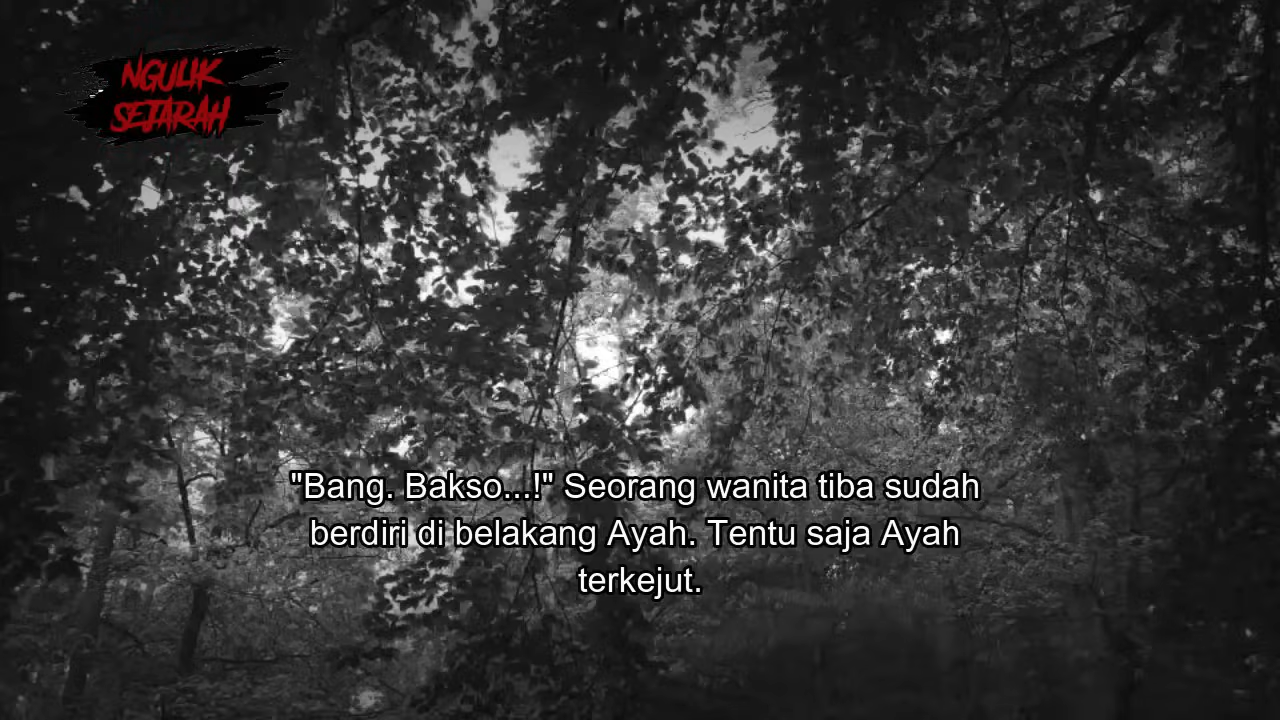 NGULIK
SEJARAH
"Bang. Bakso...!" Seorang wanita tiba sudah
berdiri di belakang Ayah. Tentu saja Ayah
terkejut.